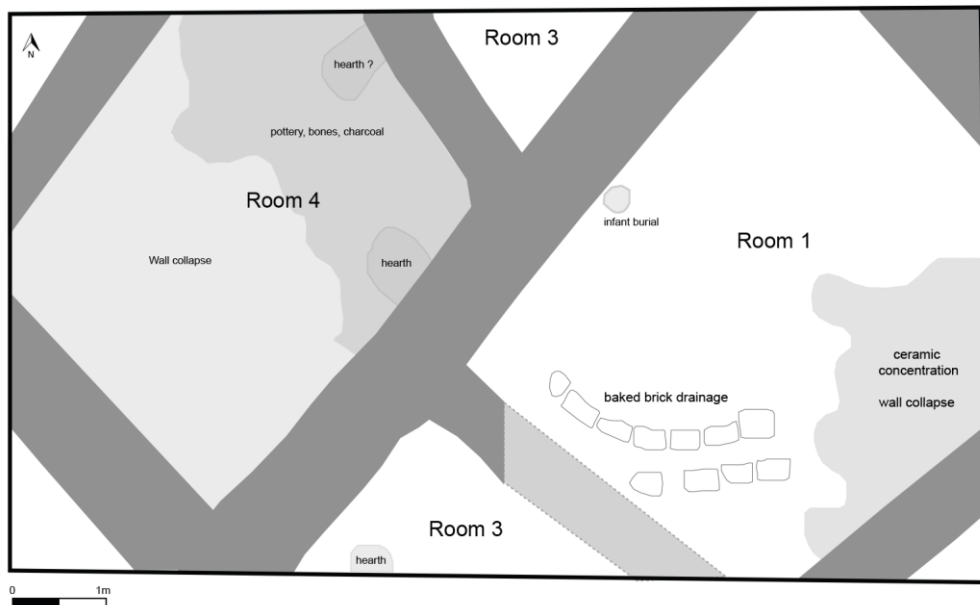 Room 3
N
hearth ?
pottery, bones, charcoal
Room 4
infant burial
Room 1
Wall collapse
hearth
ceramic
concentration
wall collapse
baked brick drainage
Room 3
hearth
0 1m